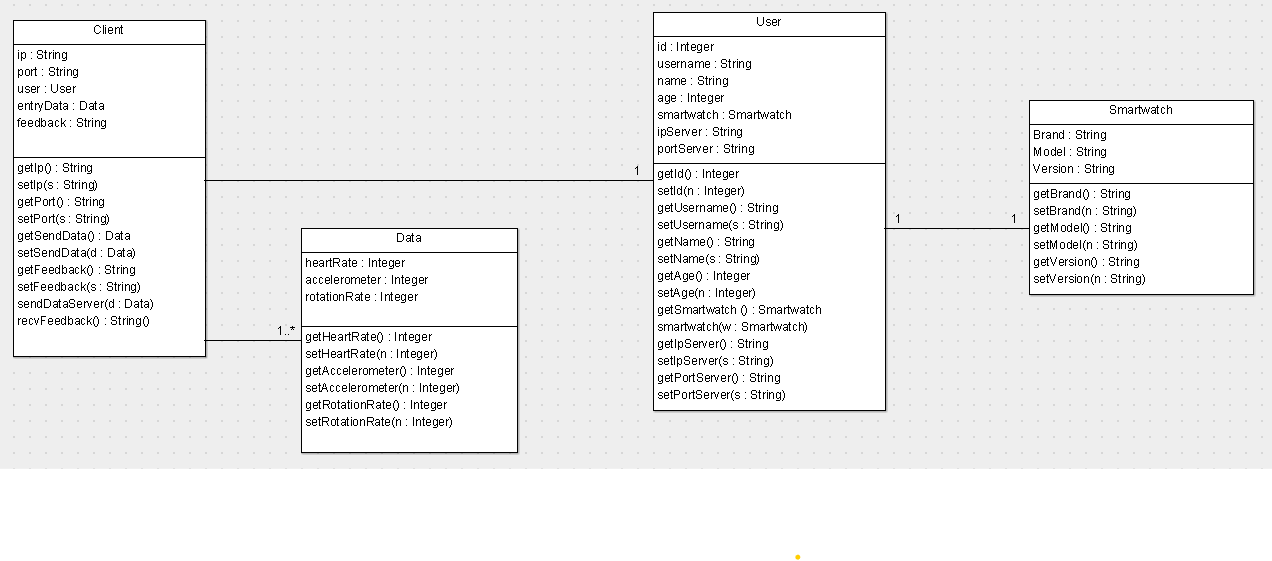 Client
ip : String
port : String
user : User
entryData : Data
feedback : String
getIp() : String
setIp(s : String)
getPort() : String
setPort(s : String)
getSendData() : Data
setSendData(d : Data)
getFeedback() : String
setFeedback(s : String)
sendDataServer(d : Data)
recvFeedback() : String()
1
1..*
Data
heartRate : Integer
accelerometer : Integer
rotationRate : Integer
getHeartRate() : Integer
setHeartRate(n : Integer)
getAccelerometer() : Integer
setAccelerometer(n : Integer)
getRotationRate() : Integer
setRotationRate(n : Integer)
User
id : Integer
username : String
name : String
age : Integer
smartwatch : Smartwatch
ipServer : String
portServer : String
getId() : Integer
setId(n : Integer)
getUsername() : String
setUsername(s : String)
getName() : String
setName(s : String)
getAge() : Integer
setAge(n : Integer)
getSmartwatch () : Smartwatch
smartwatch(w : Smartwatch)
getIpServer() : String
setIpServer(s : String)
getPortServer() : String
setPortServer(s : String)
1
1
Smartwatch
Brand : String
Model : String
Version : String
getBrand() : String
setBrand(n : String)
getModel() : String
setModel(n : String)
getVersion() : String
setVersion(n : String)